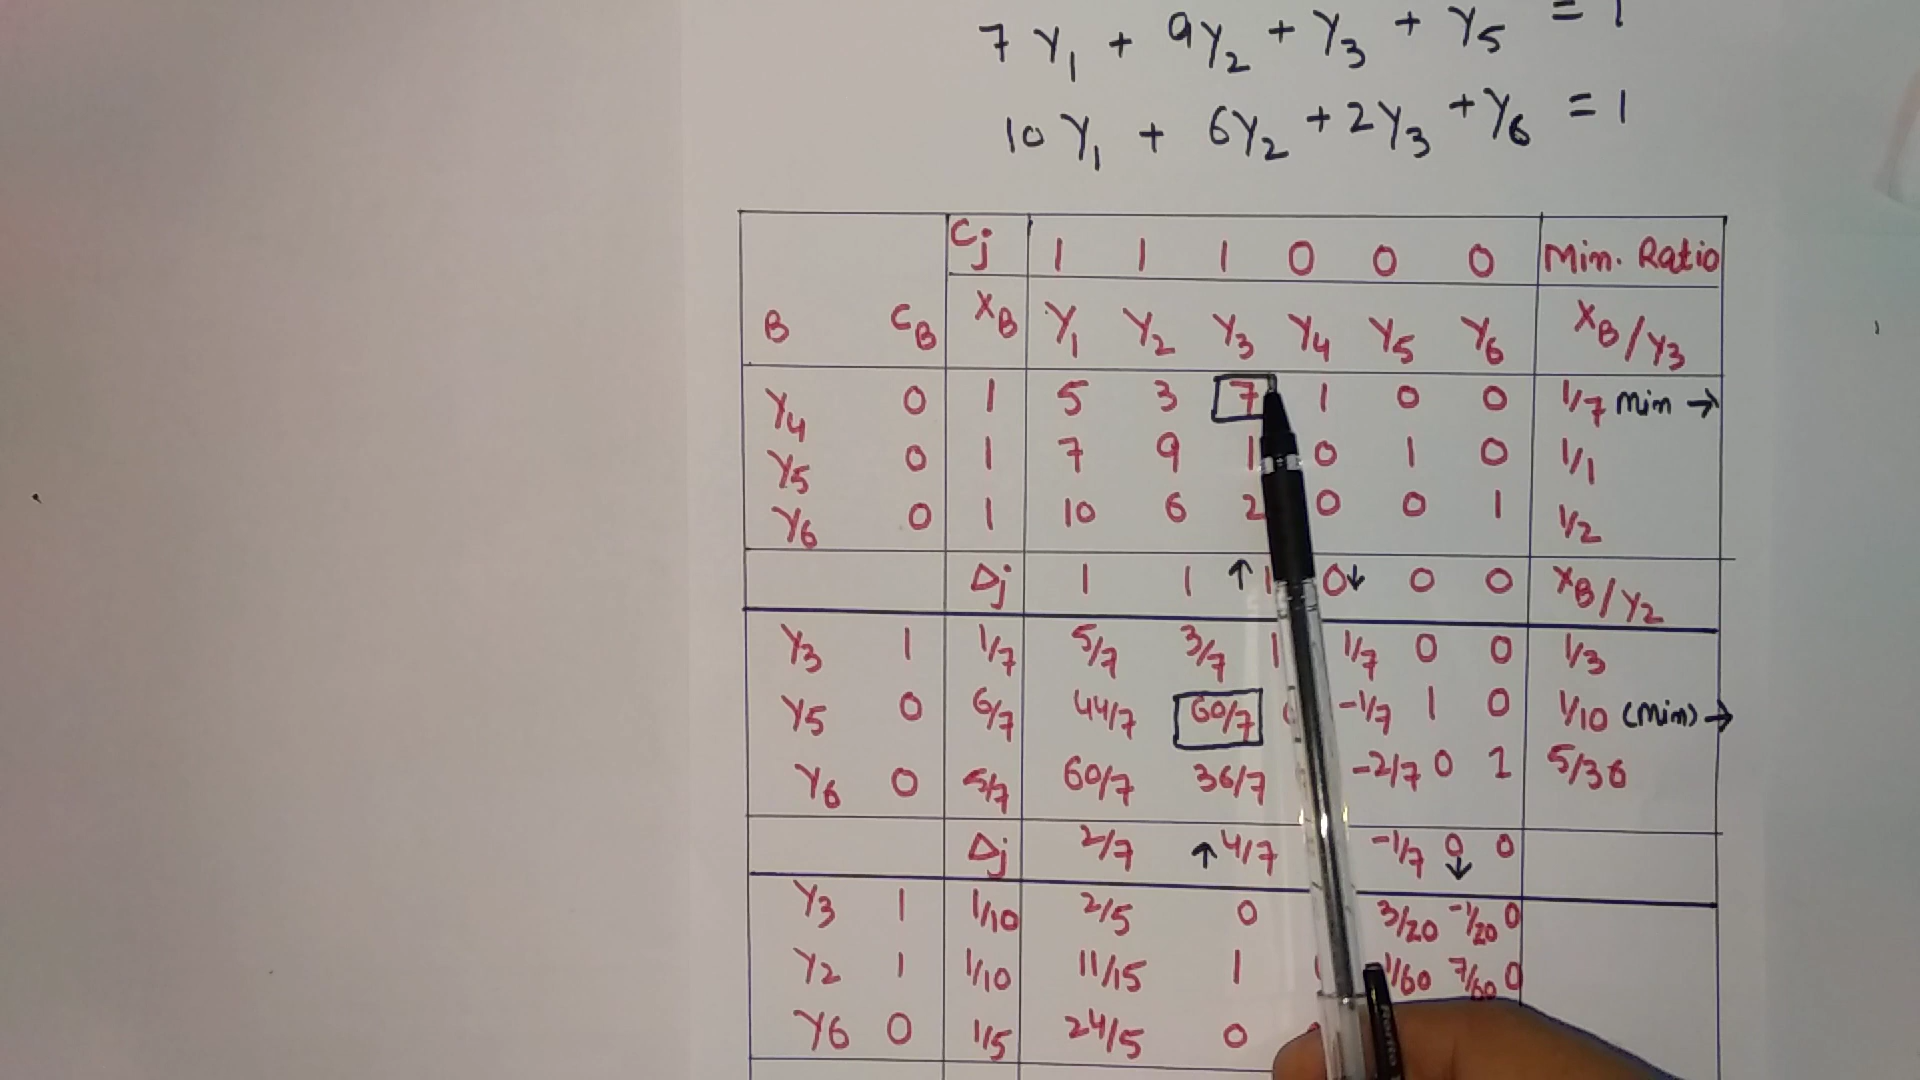 7Y₁ + 9Y₂ + Y₃ + Y₅ = 1
10Y₁ + 6Y₂ + 2Y₃ + Y₆ = 1
Cj 1 1 1 0 0 0 Min. Ratio
B C_B X_B Y₁ Y₂ Y₃ Y₄ Y₅ Y₆ X_B/Y₃
Y₄ 0 1 5 3 7 1 0 0 1/7 Min →
Y₅ 0 1 7 9 1 0 1 0 1/1
Y₆ 0 1 10 6 2 0 0 1 1/2
Δj 1 1 ↑ 1 0↓ 0 0 X_B/Y₂
Y₃ 1 1/7 5/7 3/7 1 1/7 0 0 1/3
Y₅ 0 6/7 44/7 60/7 -1/7 1 0 1/10 (Min) →
Y₆ 0 5/7 60/7 36/7 -2/7 0 1 5/36
Δj 2/7 ↑ 4/7 -1/7 0 ↓ 0
Y₃ 1 1/10 2/5 0 3/20 -1/20 0
Y₂ 1 1/10 11/15 1 1/60 7/60 0
Y₆ 0 1/5 24/5 0